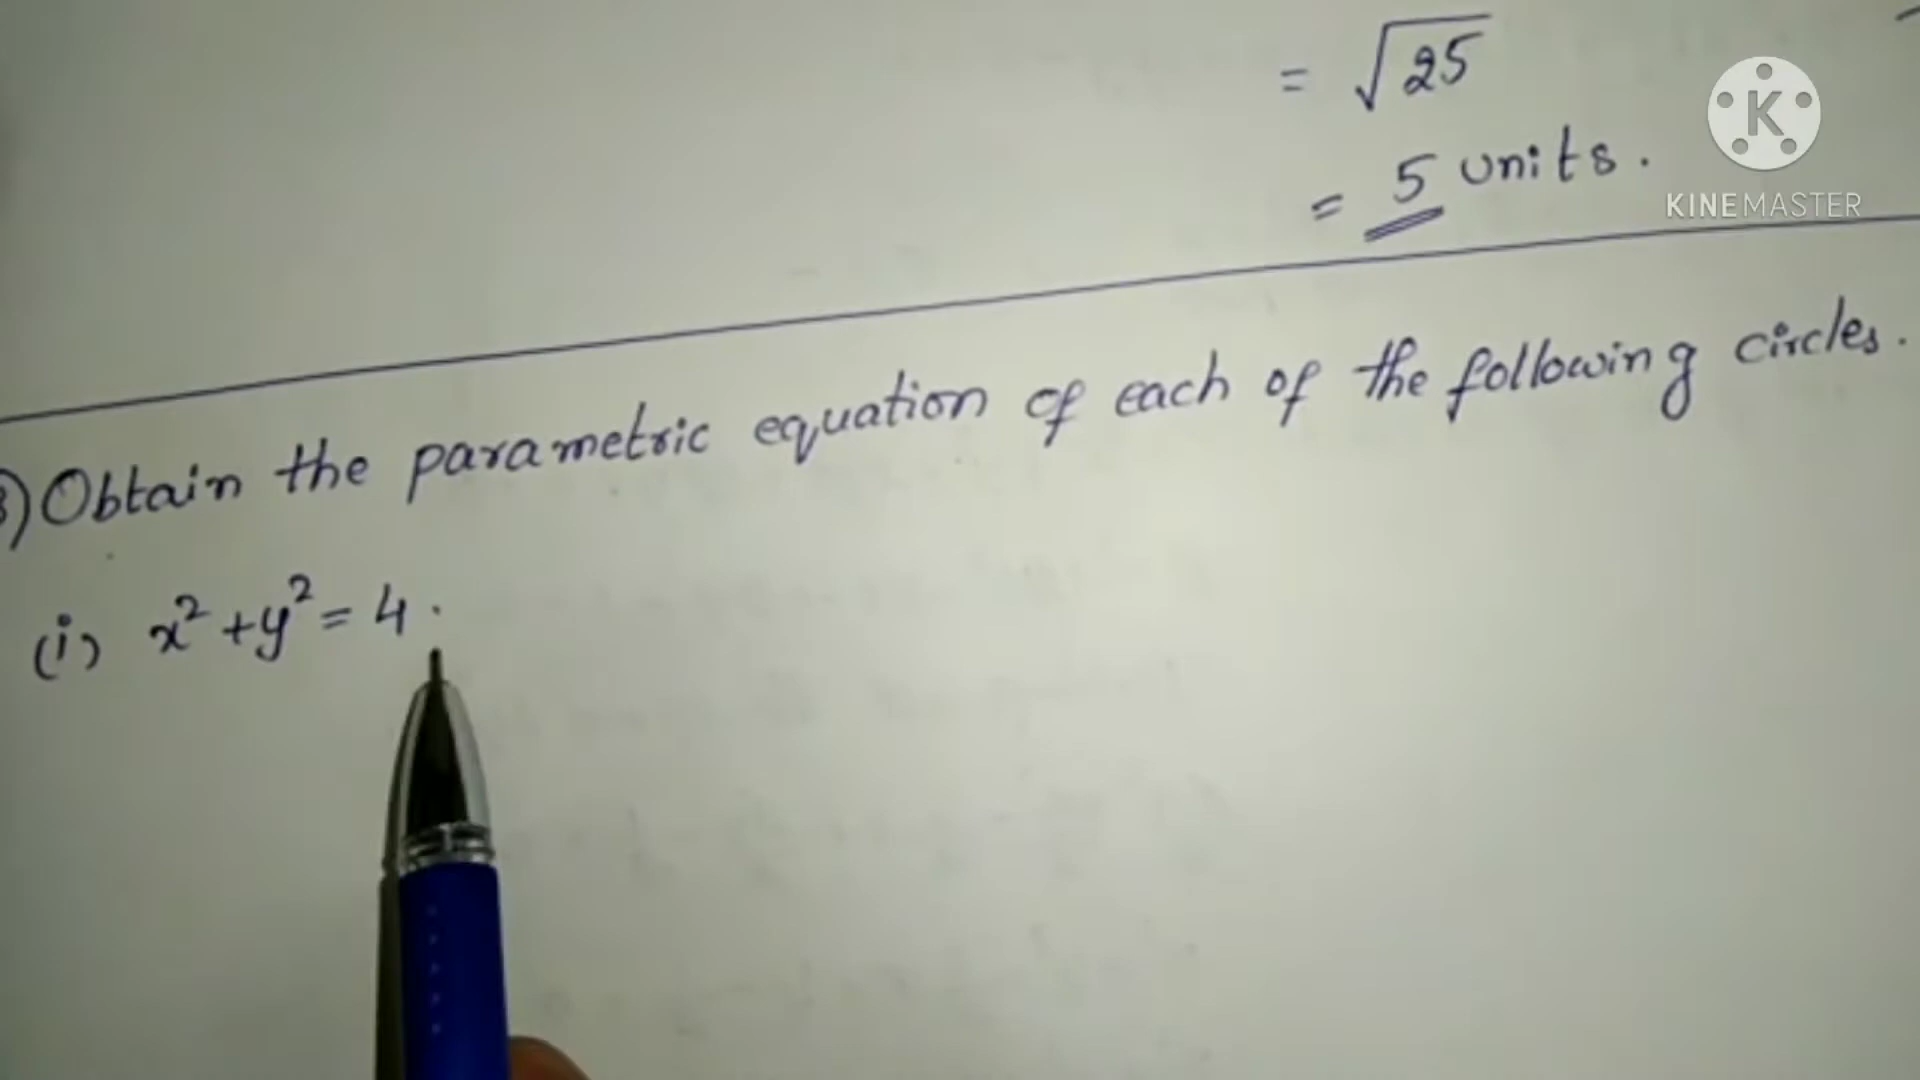 = √25
= 5 units.
K
KINEMASTER
3) Obtain the parametric equation of each of the following circles.
(i) x² + y² = 4.